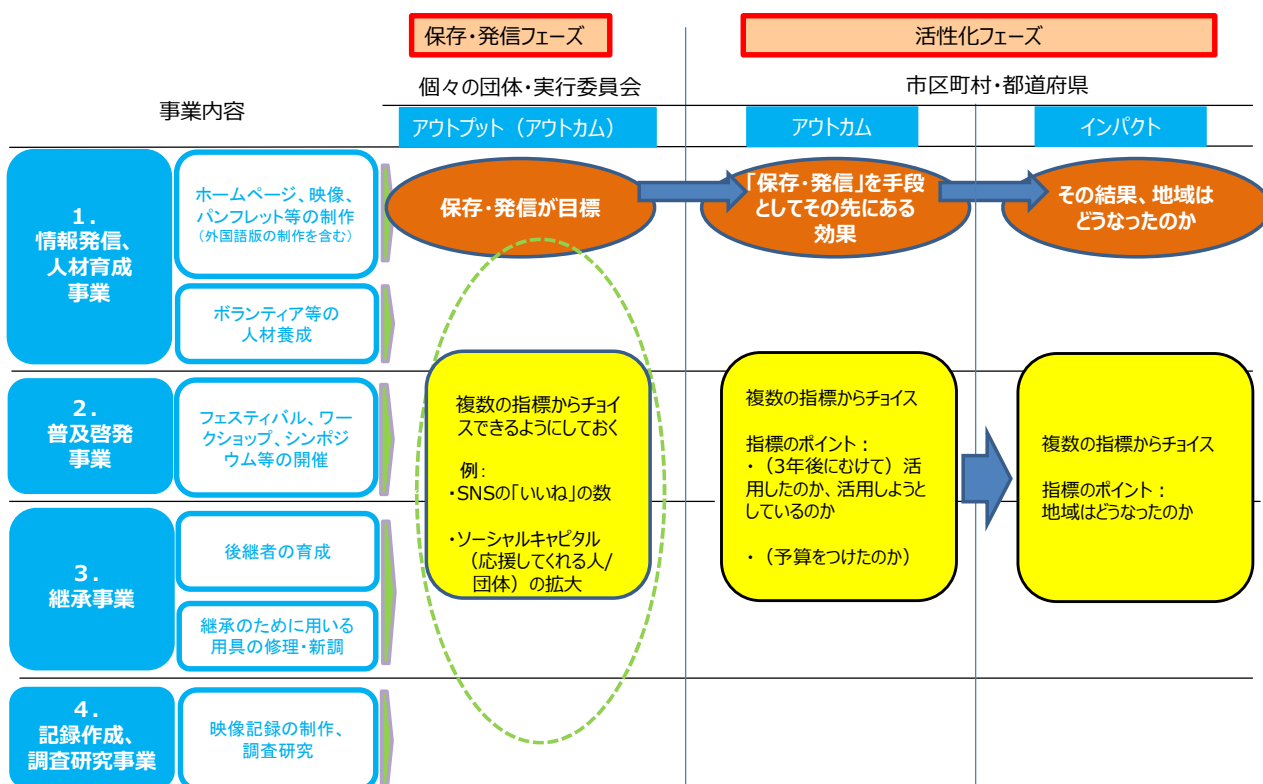 保存・発信フェーズ
活性化フェーズ
個々の団体・実行委員会
市区町村・都道府県
事業内容
アウトプット（アウトカム）
アウトカム
インパクト
1．
情報発信、
人材育成
事業
ホームページ、映像、
パンフレット等の制作
（外国語版の制作を含む）
ボランティア等の
人材養成
保存・発信が目標
「保存・発信」を手段
としてその先にある
効果
その結果、地域は
どうなったのか
2．
普及啓発
事業
フェスティバル、ワー
クショップ、シンポジ
ウム等の開催
3．
継承事業
後継者の育成
継承のために用いる
用具の修理・新調
4．
記録作成、
調査研究事業
映像記録の制作、
調査研究
複数の指標からチョイ
スできるようにしておく
例：
・SNSの「いいね」の数
・ソーシャルキャピタル
（応援してくれる人/
団体）の拡大
複数の指標からチョイス
指標のポイント：
・（3年後にむけて）活
用したのか、活用しようと
しているのか
・（予算をつけたのか）
複数の指標からチョイス
指標のポイント：
地域はどうなったのか